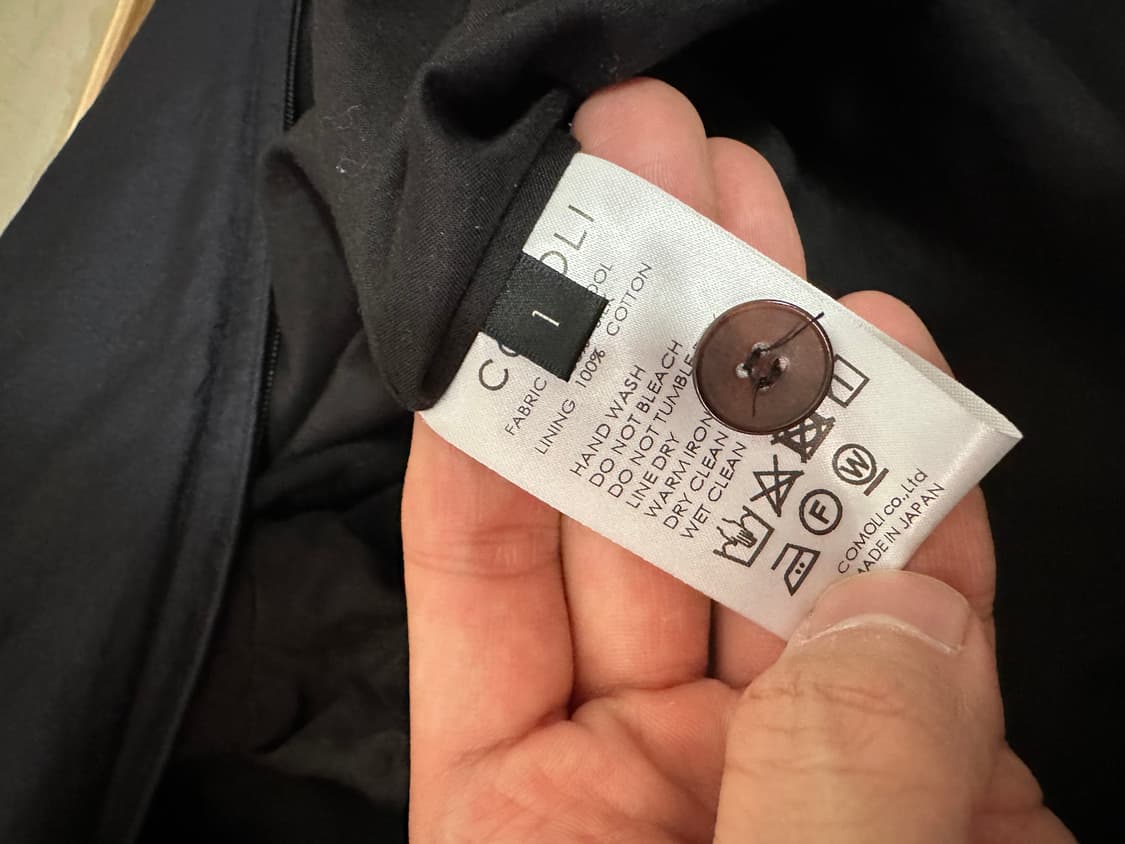 1
FABRIC
LINING 100% COTTON
HAND WASH
DO NOT BLEACH
DO NOT TUMBLE
LINE DRY
WARM IRON
DRY CLEAN
WET CLEAN
F
W
COMOLI co.,Ltd
MADE IN JAPAN